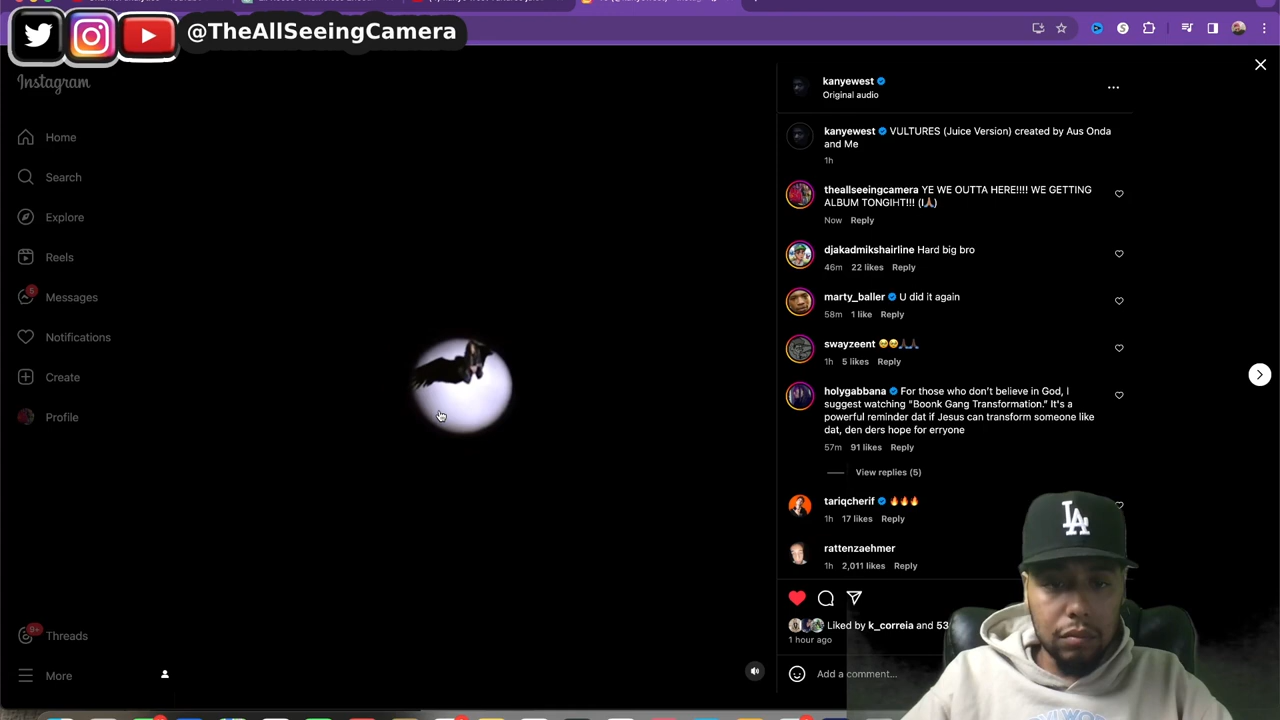 @TheAllSeeingCamera
Instagram
Home
Search
Explore
Reels
5
Messages
Notifications
Create
Profile
9+
Threads
More
kanyewest
Original audio
kanyewest VULTURES (Juice Version) created by Aus Onda
and Me
1h
theallseeingcamera YE WE OUTTA HERE!!!! WE GETTING
ALBUM TONGIHT!!! (I🙏🏾)
Now Reply
djakadmikshairline Hard big bro
46m 22 likes Reply
marty_baller U did it again
58m 1 like Reply
swayzeent 🥹🥹🙏🏾🙏🏾
1h 5 likes Reply
holygabbana For those who don't believe in God, I
suggest watching "Boonk Gang Transformation." It's a
powerful reminder dat if Jesus can transform someone like
dat, den ders hope for erryone
57m 91 likes Reply
View replies (5)
tariqcherif 🔥🔥🔥
1h 17 likes Reply
rattenzaehmer
1h 2,011 likes Reply
Liked by k_correia and 53
1 hour ago
Add a comment...
LA